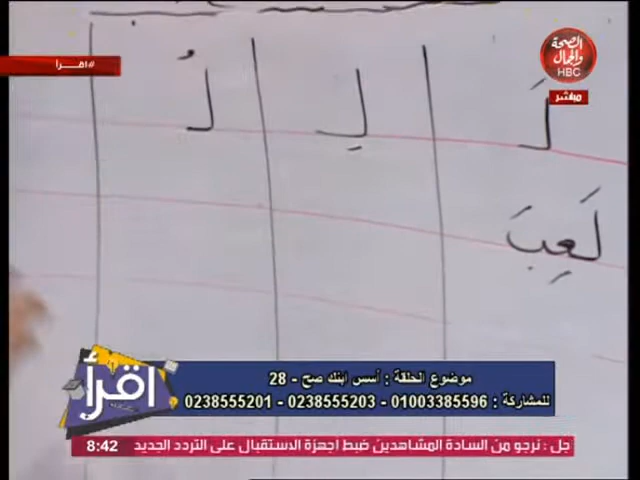 الصحة
والجمال
HBC
مباشر
#اقـــرأ
لَ لِـ لُ
لَعِبَ
اقرأ
موضوع الحلقة : أسس ابنك صح - 28
للمشاركة : 01003385596 - 0238555203 - 0238555201
جل : نرجو من السادة المشاهدين ضبط اجهزة الاستقبال على التردد الجديد
8:42